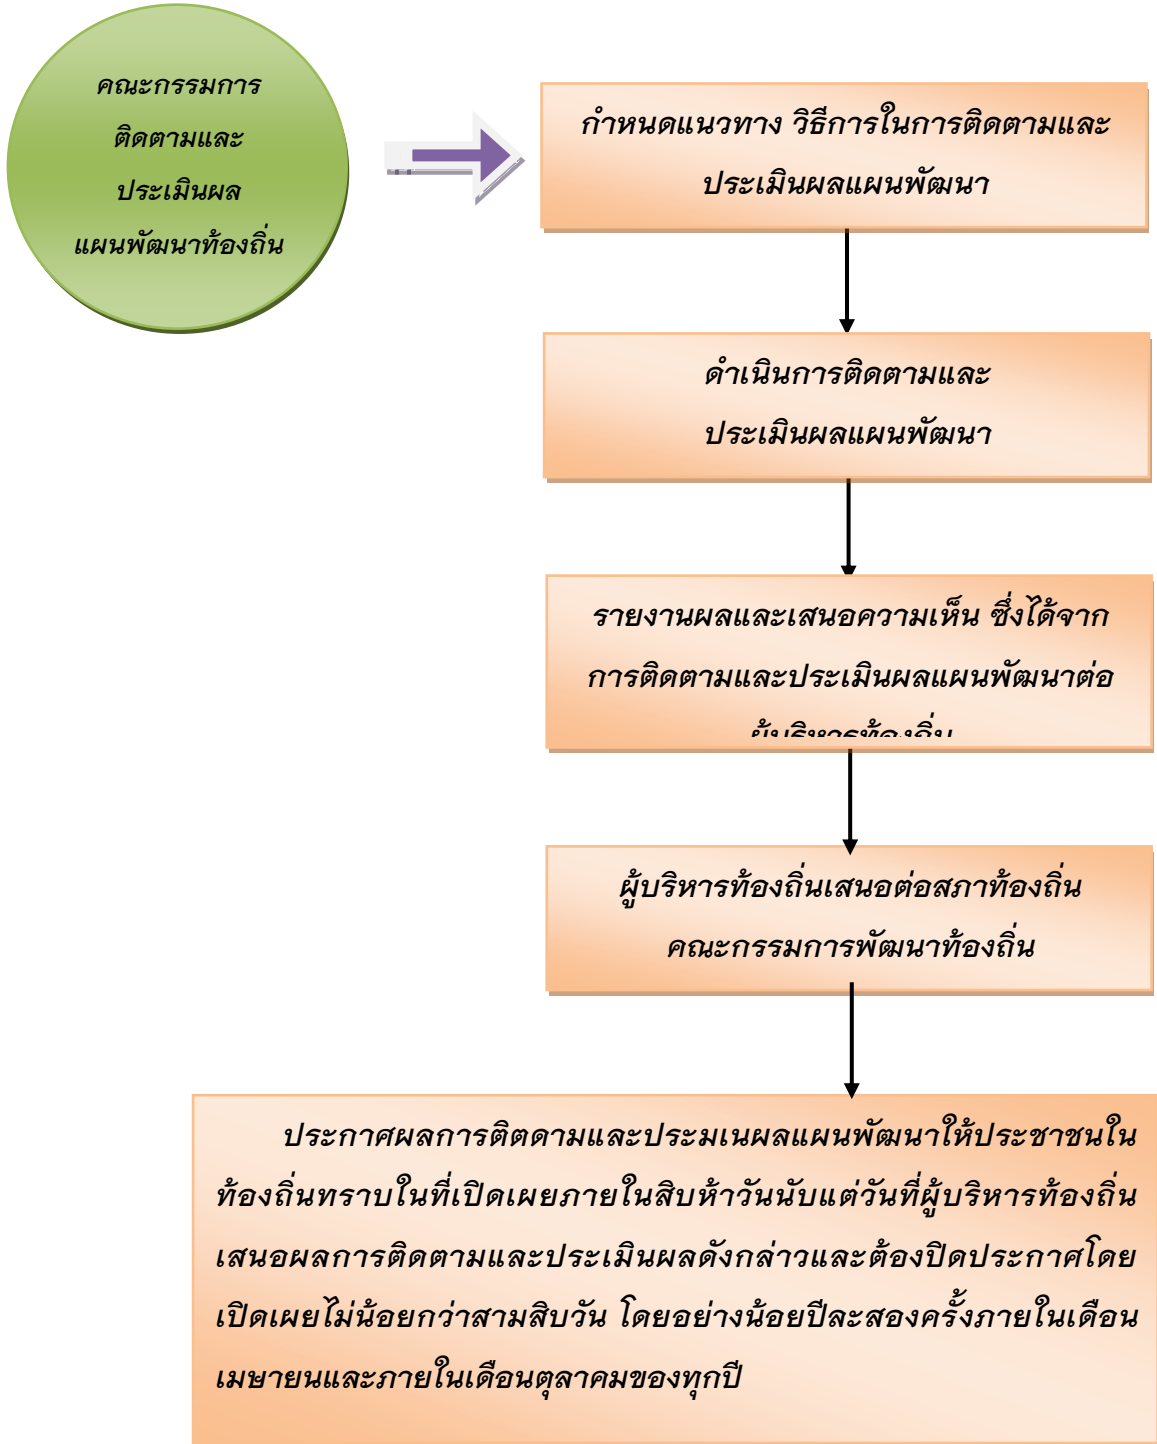 คณะกรรมการ
ติดตามและ
ประเมินผล
แผนพัฒนาท้องถิ่น
กำหนดแนวทาง วิธีการในการติดตามและ
ประเมินผลแผนพัฒนา
ดำเนินการติดตามและ
ประเมินผลแผนพัฒนา
รายงานผลและเสนอความเห็น ซึ่งได้จาก
การติดตามและประเมินผลแผนพัฒนาต่อ
ผู้บริหารท้องถิ่น
ผู้บริหารท้องถิ่นเสนอต่อสภาท้องถิ่น
คณะกรรมการพัฒนาท้องถิ่น
ประกาศผลการติตดามและประมเนผลแผนพัฒนาให้ประชาชนใน
ท้องถิ่นทราบในที่เปิดเผยภายในสิบห้าวันนับแต่วันที่ผู้บริหารท้องถิ่น
เสนอผลการติดตามและประเมินผลดังกล่าวและต้องปิดประกาศโดย
เปิดเผยไม่น้อยกว่าสามสิบวัน โดยอย่างน้อยปีละสองครั้งภายในเดือน
เมษายนและภายในเดือนตุลาคมของทุกปี